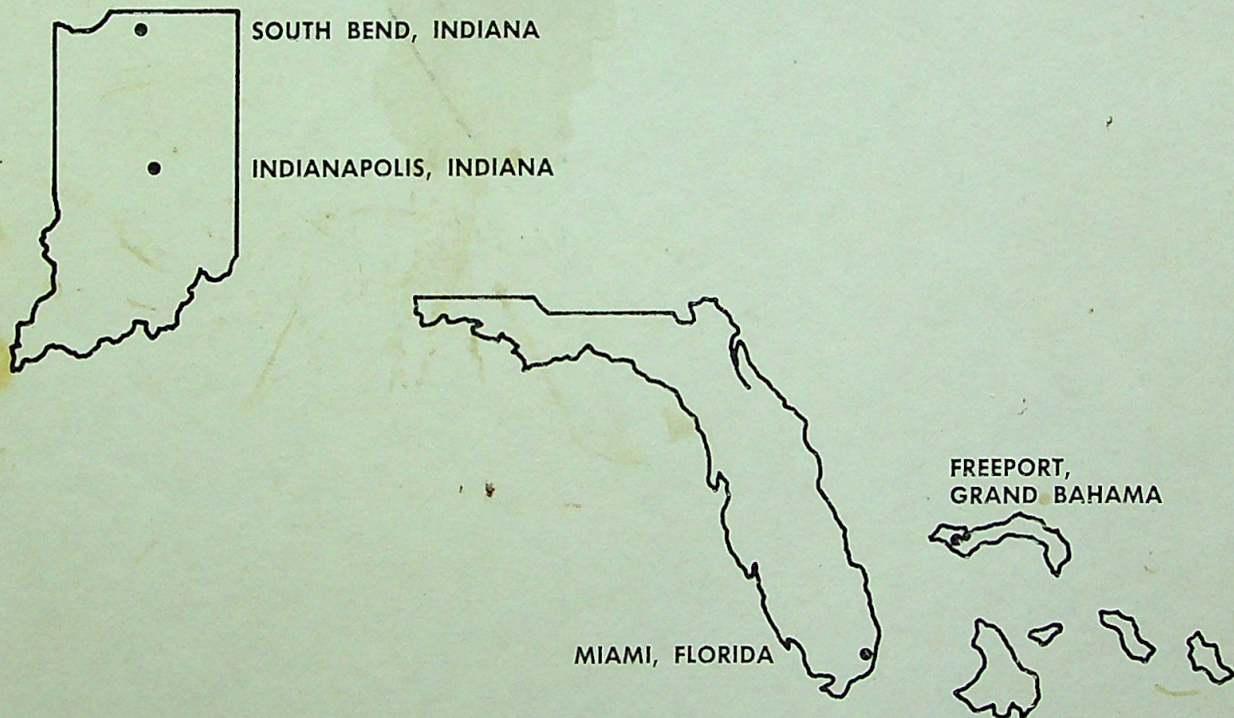 SOUTH BEND, INDIANA
INDIANAPOLIS, INDIANA
FREEPORT,
GRAND BAHAMA
MIAMI, FLORIDA